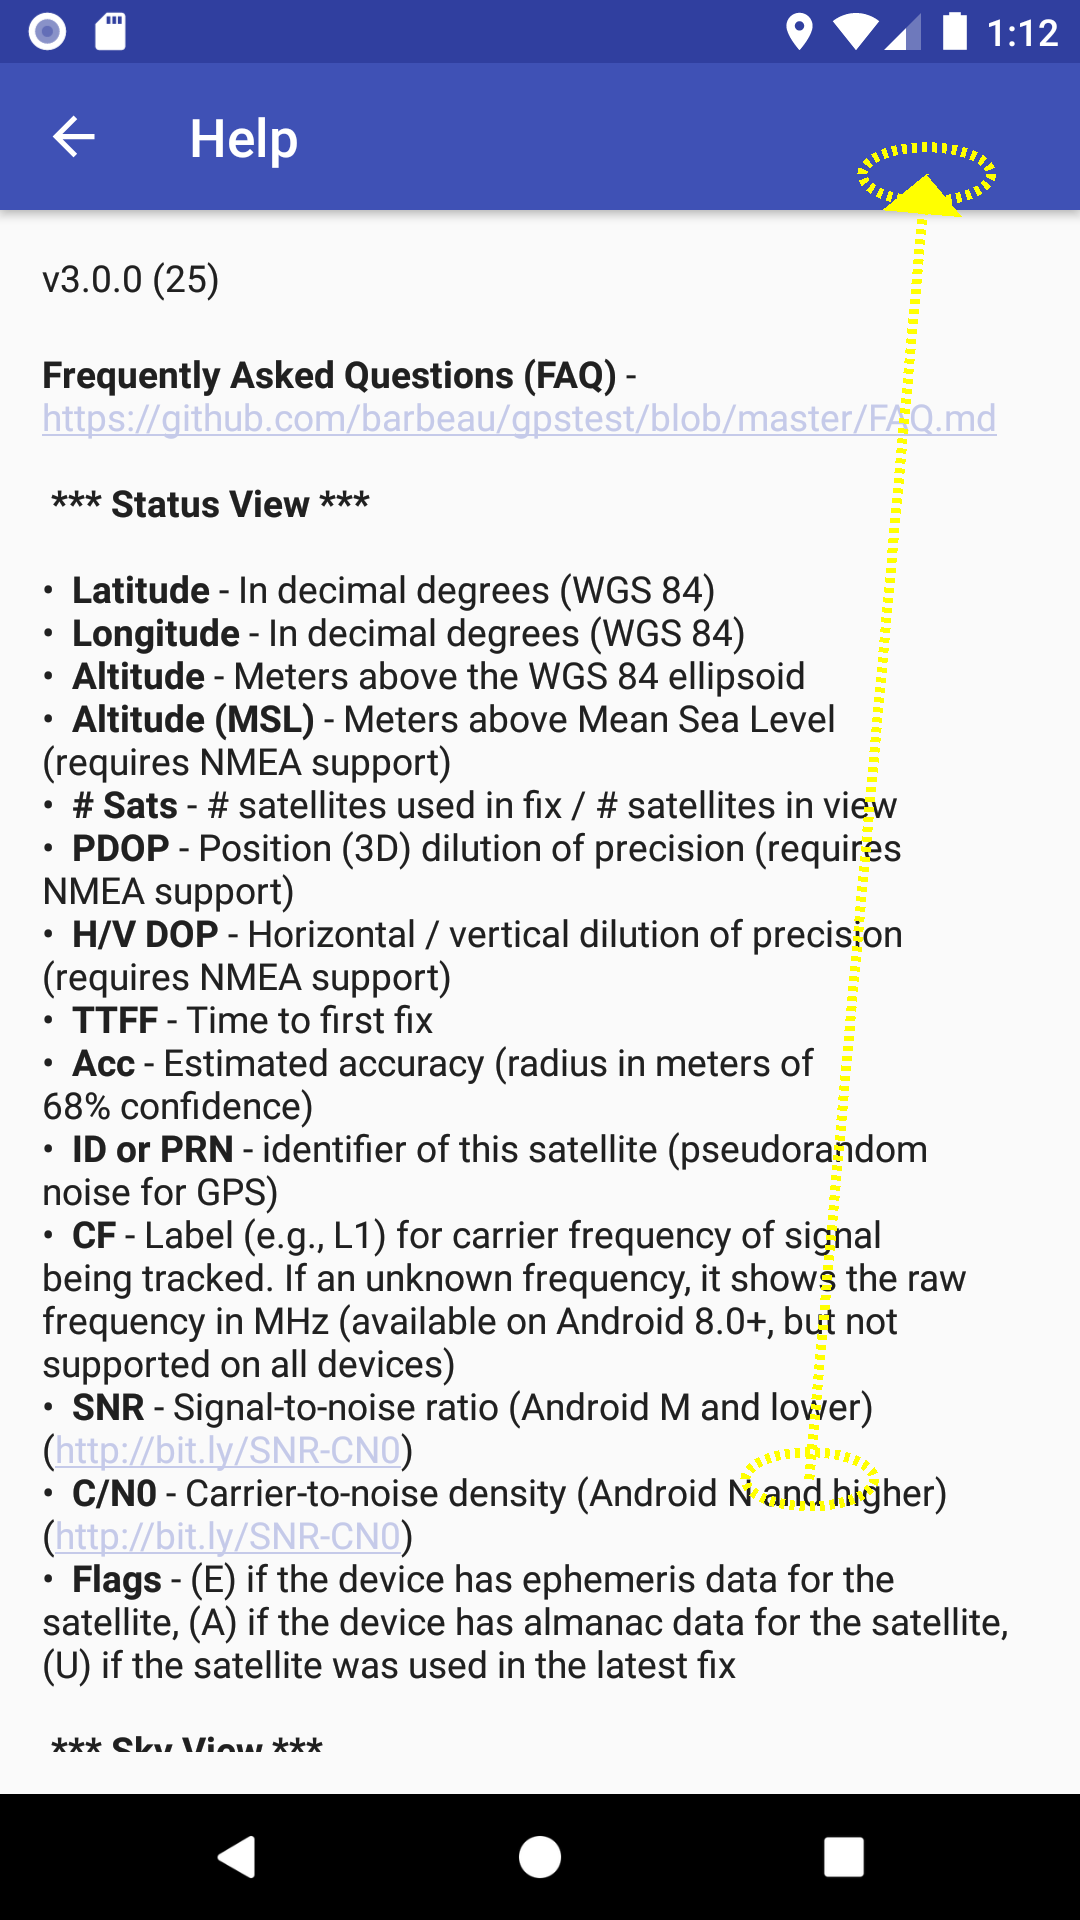 1:12
Help
v3.0.0 (25)
Frequently Asked Questions (FAQ) -
https://github.com/barbeau/gpstest/blob/master/FAQ.md
*** Status View ***
• Latitude - In decimal degrees (WGS 84)
• Longitude - In decimal degrees (WGS 84)
• Altitude - Meters above the WGS 84 ellipsoid
• Altitude (MSL) - Meters above Mean Sea Level
(requires NMEA support)
• # Sats - # satellites used in fix / # satellites in view
• PDOP - Position (3D) dilution of precision (requires
NMEA support)
• H/V DOP - Horizontal / vertical dilution of precision
(requires NMEA support)
• TTFF - Time to first fix
• Acc - Estimated accuracy (radius in meters of
68% confidence)
• ID or PRN - identifier of this satellite (pseudorandom
noise for GPS)
• CF - Label (e.g., L1) for carrier frequency of signal
being tracked. If an unknown frequency, it shows the raw
frequency in MHz (available on Android 8.0+, but not
supported on all devices)
• SNR - Signal-to-noise ratio (Android M and lower)
(http://bit.ly/SNR-CN0)
• C/N0 - Carrier-to-noise density (Android N and higher)
(http://bit.ly/SNR-CN0)
• Flags - (E) if the device has ephemeris data for the
satellite, (A) if the device has almanac data for the satellite,
(U) if the satellite was used in the latest fix
*** Sky View ***